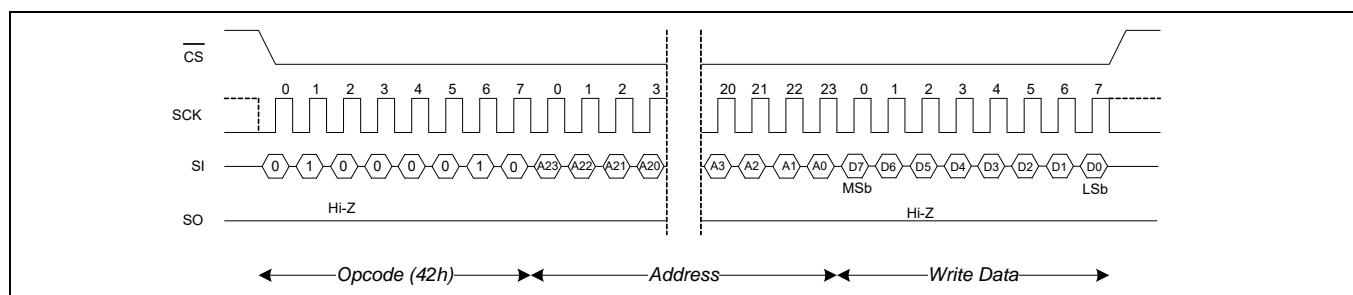 CS
0 1 2 3 4 5 6 7 0 1 2 3 20 21 22 23 0 1 2 3 4 5 6 7
SCK
SI 0 1 0 0 0 0 1 0 A23 A22 A21 A20 A3 A2 A1 A0 D7 D6 D5 D4 D3 D2 D1 D0
MSb LSb
Hi-Z Hi-Z
SO
Opcode (42h) Address Write Data